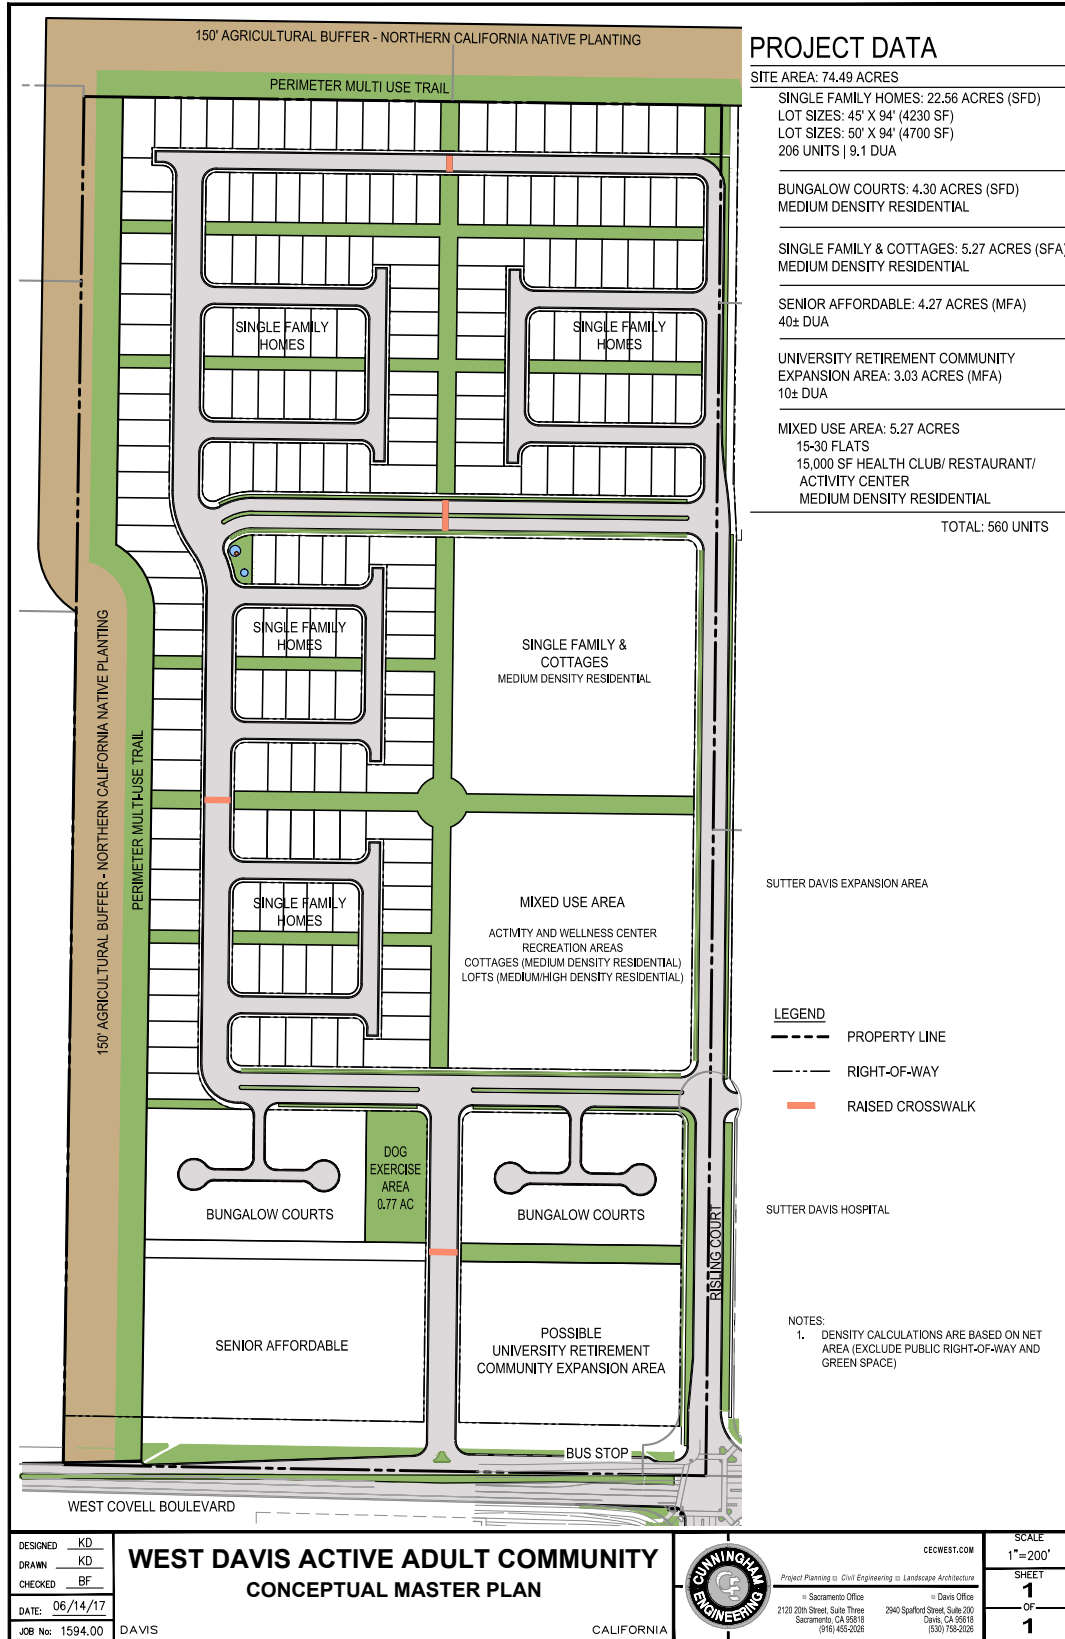 150' AGRICULTURAL BUFFER - NORTHERN CALIFORNIA NATIVE PLANTING
PERIMETER MULTI USE TRAIL
SINGLE FAMILY
HOMES
SINGLE FAMILY
HOMES
SINGLE FAMILY
HOMES
SINGLE FAMILY &
COTTAGES
MEDIUM DENSITY RESIDENTIAL
150' AGRICULTURAL BUFFER - NORTHERN CALIFORNIA NATIVE PLANTING
PERIMETER MULTI-USE TRAIL
SINGLE FAMILY
HOMES
MIXED USE AREA
ACTIVITY AND WELLNESS CENTER
RECREATION AREAS
COTTAGES (MEDIUM DENSITY RESIDENTIAL)
LOFTS (MEDIUM/HIGH DENSITY RESIDENTIAL)
DOG
EXERCISE
AREA
0.77 AC
BUNGALOW COURTS
BUNGALOW COURTS
RISLING COURT
SENIOR AFFORDABLE
POSSIBLE
UNIVERSITY RETIREMENT
COMMUNITY EXPANSION AREA
BUS STOP
WEST COVELL BOULEVARD
PROJECT DATA
SITE AREA: 74.49 ACRES
SINGLE FAMILY HOMES: 22.56 ACRES (SFD)
LOT SIZES: 45' X 94' (4230 SF)
LOT SIZES: 50' X 94' (4700 SF)
206 UNITS | 9.1 DUA
BUNGALOW COURTS: 4.30 ACRES (SFD)
MEDIUM DENSITY RESIDENTIAL
SINGLE FAMILY & COTTAGES: 5.27 ACRES (SFA)
MEDIUM DENSITY RESIDENTIAL
SENIOR AFFORDABLE: 4.27 ACRES (MFA)
40± DUA
UNIVERSITY RETIREMENT COMMUNITY
EXPANSION AREA: 3.03 ACRES (MFA)
10± DUA
MIXED USE AREA: 5.27 ACRES
15-30 FLATS
15,000 SF HEALTH CLUB/ RESTAURANT/
ACTIVITY CENTER
MEDIUM DENSITY RESIDENTIAL
TOTAL: 560 UNITS
SUTTER DAVIS EXPANSION AREA
LEGEND
PROPERTY LINE
RIGHT-OF-WAY
RAISED CROSSWALK
SUTTER DAVIS HOSPITAL
NOTES:
1. DENSITY CALCULATIONS ARE BASED ON NET
AREA (EXCLUDE PUBLIC RIGHT-OF-WAY AND
GREEN SPACE)
DESIGNED KD
DRAWN KD
CHECKED BF
DATE: 06/14/17
JOB No: 1594.00
WEST DAVIS ACTIVE ADULT COMMUNITY
CONCEPTUAL MASTER PLAN
DAVIS
CALIFORNIA
CUNNINGHAM
CE
ENGINEERING
CECWEST.COM
Project Planning Civil Engineering Landscape Architecture
Sacramento Office
2120 20th Street, Suite Three
Sacramento, CA 95818
(916) 455-2026
Davis Office
2940 Spafford Street, Suite 200
Davis, CA 95618
(530) 758-2026
SCALE
1"=200'
SHEET
1
OF
1